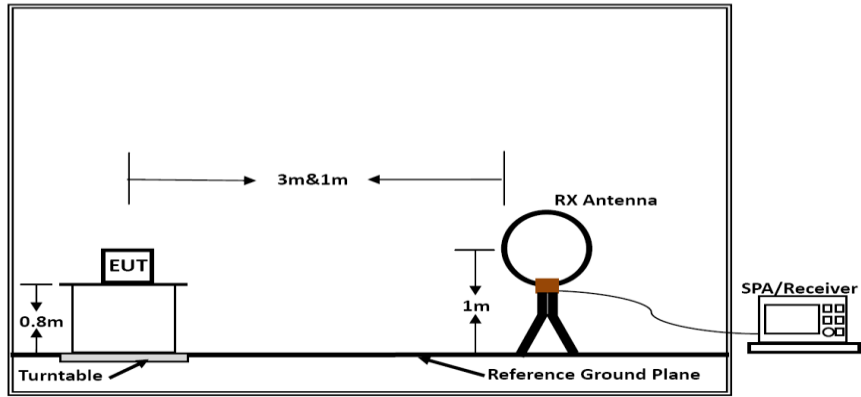 3m&1m
RX Antenna
EUT
SPA/Receiver
0.8m
1m
Turntable
Reference Ground Plane